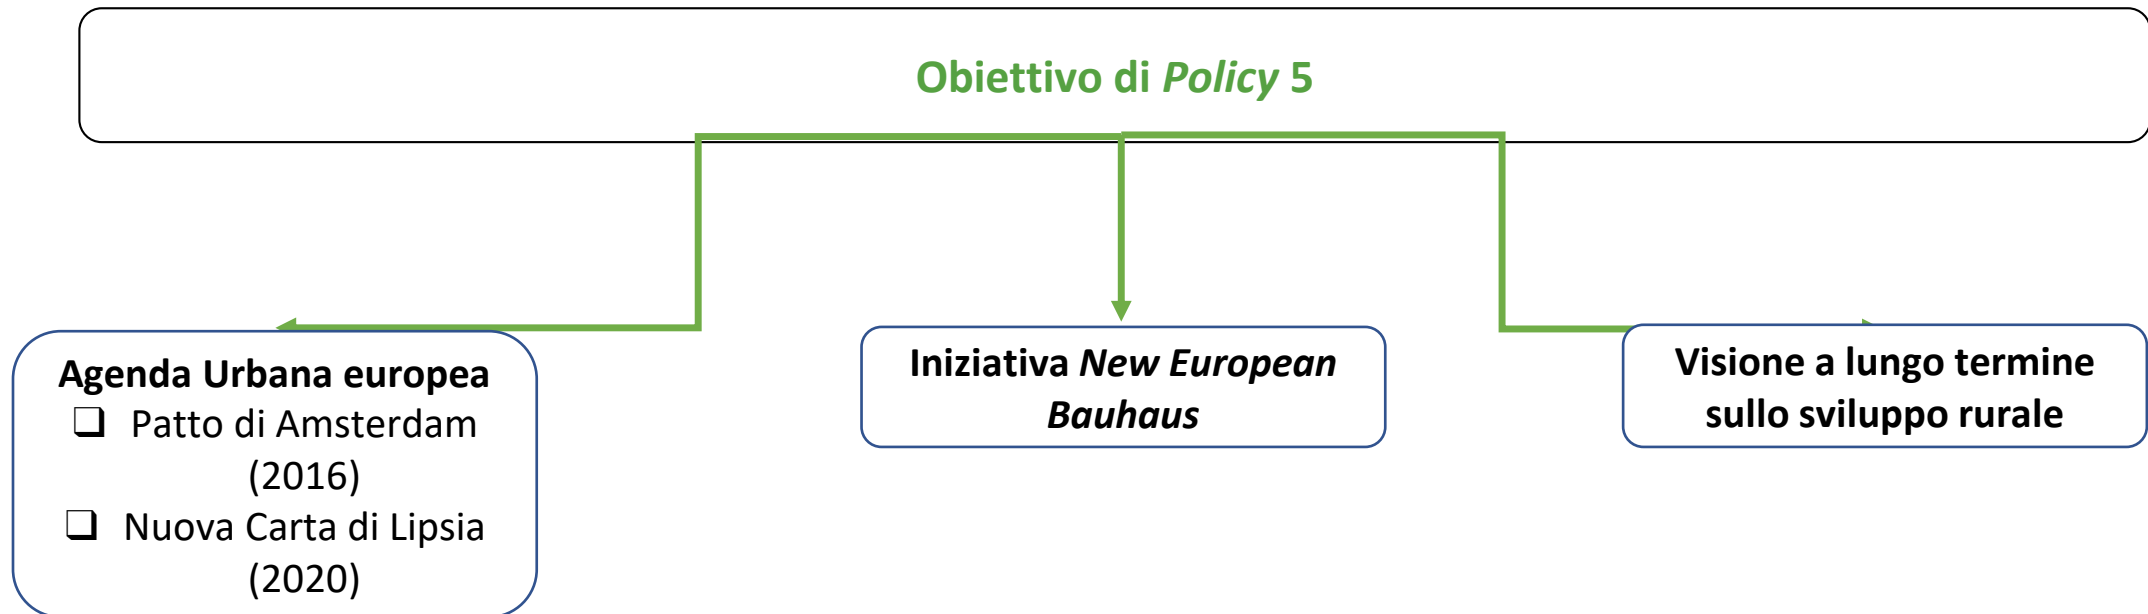 Obiettivo di Policy 5
Agenda Urbana europea
❑ Patto di Amsterdam
(2016)
❑ Nuova Carta di Lipsia
(2020)
Iniziativa New European
Bauhaus
Visione a lungo termine
sullo sviluppo rurale